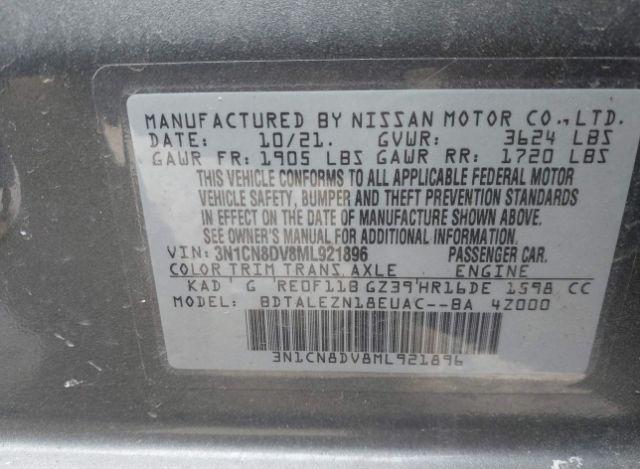 MANUFACTURED BY NISSAN MOTOR CO., LTD.
DATE: 10/21. GVWR: 3624 LBS
GAWR FR: 1905 LBS GAWR RR: 1720 LBS
THIS VEHICLE CONFORMS TO ALL APPLICABLE FEDERAL MOTOR
VEHICLE SAFETY, BUMPER AND THEFT PREVENTION STANDARDS
IN EFFECT ON THE DATE OF MANUFACTURE SHOWN ABOVE.
SEE OWNER'S MANUAL FOR ADDITIONAL INFORMATION.
VIN: 3N1CN8DV8ML921896 PASSENGER CAR.
COLOR TRIM TRANS. AXLE ENGINE
KAD G RE0F11B GZ39 HR16DE 1598 CC
MODEL: BDTALEZN18EUAC--BA 4Z000
3N1CN8DV8ML921896